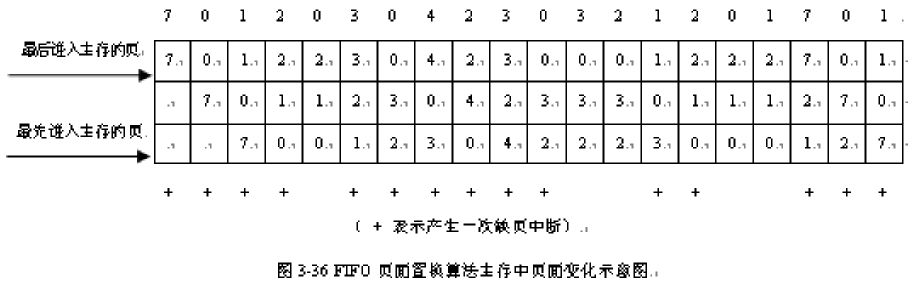 7 0 1 2 0 3 0 4 2 3 0 3 2 1 2 0 1 7 0 1
最后进入主存的页
7 0 1 2 2 3 0 4 2 3 0 0 0 1 2 2 2 7 0 1
7 0 1 1 2 3 0 4 2 3 3 3 0 1 1 1 2 7 0
最先进入主存的页
7 0 0 1 2 3 0 4 2 2 2 3 0 0 0 1 2 7
+ + + + + + + + + + + + + + +
( + 表示产生一次缺页中断)
图 3-36 FIFO 页面置换算法主存中页面变化示意图